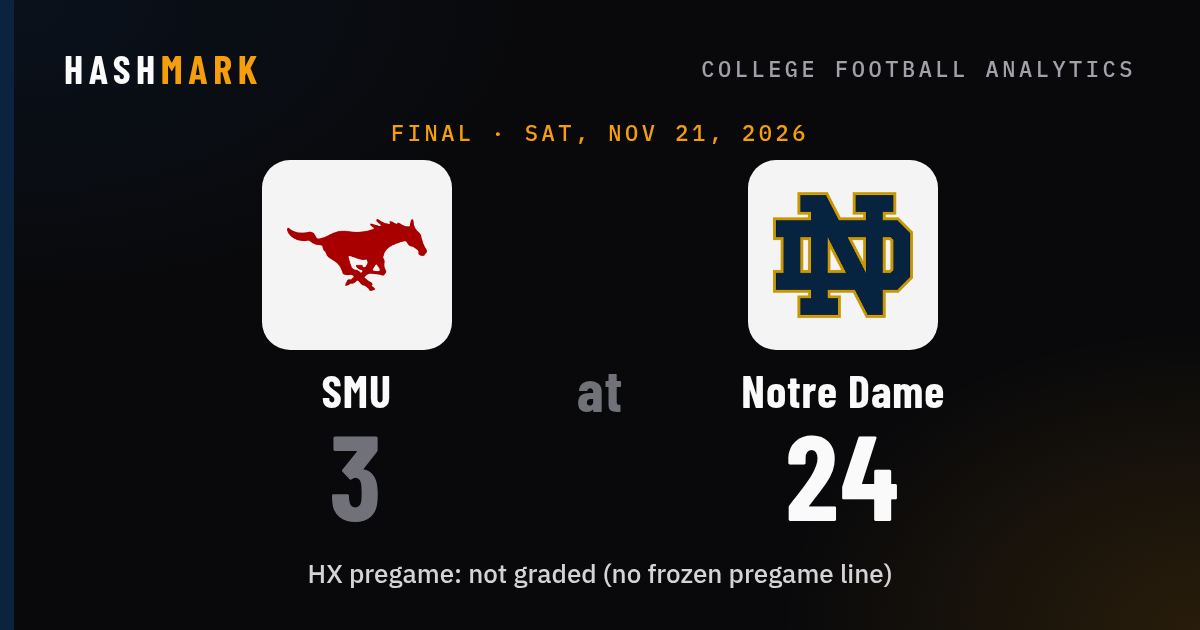 HASHMARK
COLLEGE FOOTBALL ANALYTICS
FINAL · SAT, NOV 21, 2026
ND
SMU at Notre Dame
3 24
HX pregame: not graded (no frozen pregame line)